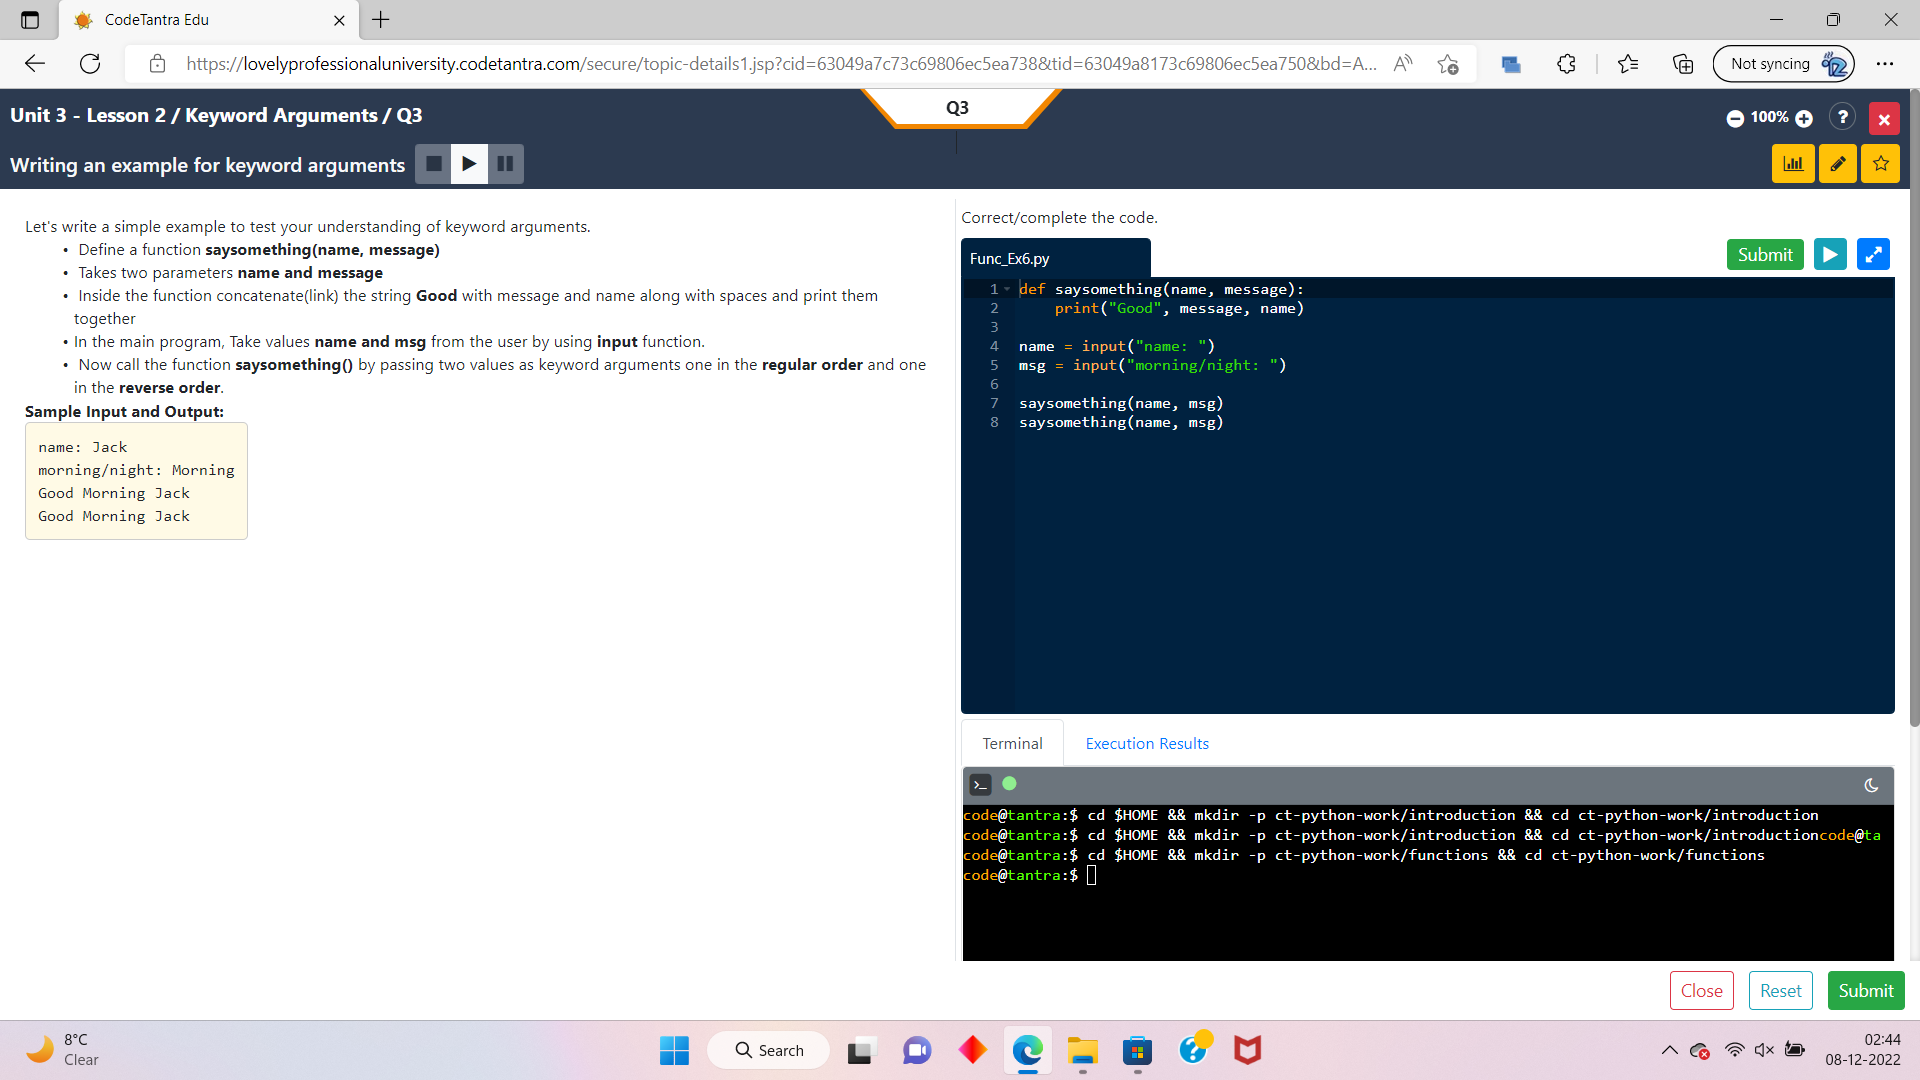 CodeTantra Edu
https://lovelyprofessionaluniversity.codetantra.com/secure/topic-details1.jsp?cid=63049a7c73c69806ec5ea738&tid=63049a8173c69806ec5ea750&bd=A...
Not syncing
Unit 3 - Lesson 2 / Keyword Arguments / Q3
Q3
100%
?
Writing an example for keyword arguments
Let's write a simple example to test your understanding of keyword arguments.
• Define a function saysomething(name, message)
• Takes two parameters name and message
• Inside the function concatenate(link) the string Good with message and name along with spaces and print them
together
• In the main program, Take values name and msg from the user by using input function.
• Now call the function saysomething() by passing two values as keyword arguments one in the regular order and one
in the reverse order.
Sample Input and Output:
name: Jack
morning/night: Morning
Good Morning Jack
Good Morning Jack
Correct/complete the code.
Func_Ex6.py
Submit
1 def saysomething(name, message):
2     print("Good", message, name)
3
4 name = input("name: ")
5 msg = input("morning/night: ")
6
7 saysomething(name, msg)
8 saysomething(name, msg)
Terminal
Execution Results
code@tantra:$ cd $HOME && mkdir -p ct-python-work/introduction && cd ct-python-work/introduction
code@tantra:$ cd $HOME && mkdir -p ct-python-work/introduction && cd ct-python-work/introductioncode@ta
code@tantra:$ cd $HOME && mkdir -p ct-python-work/functions && cd ct-python-work/functions
code@tantra:$
Close
Reset
Submit
8°C
Clear
Search
02:44
08-12-2022